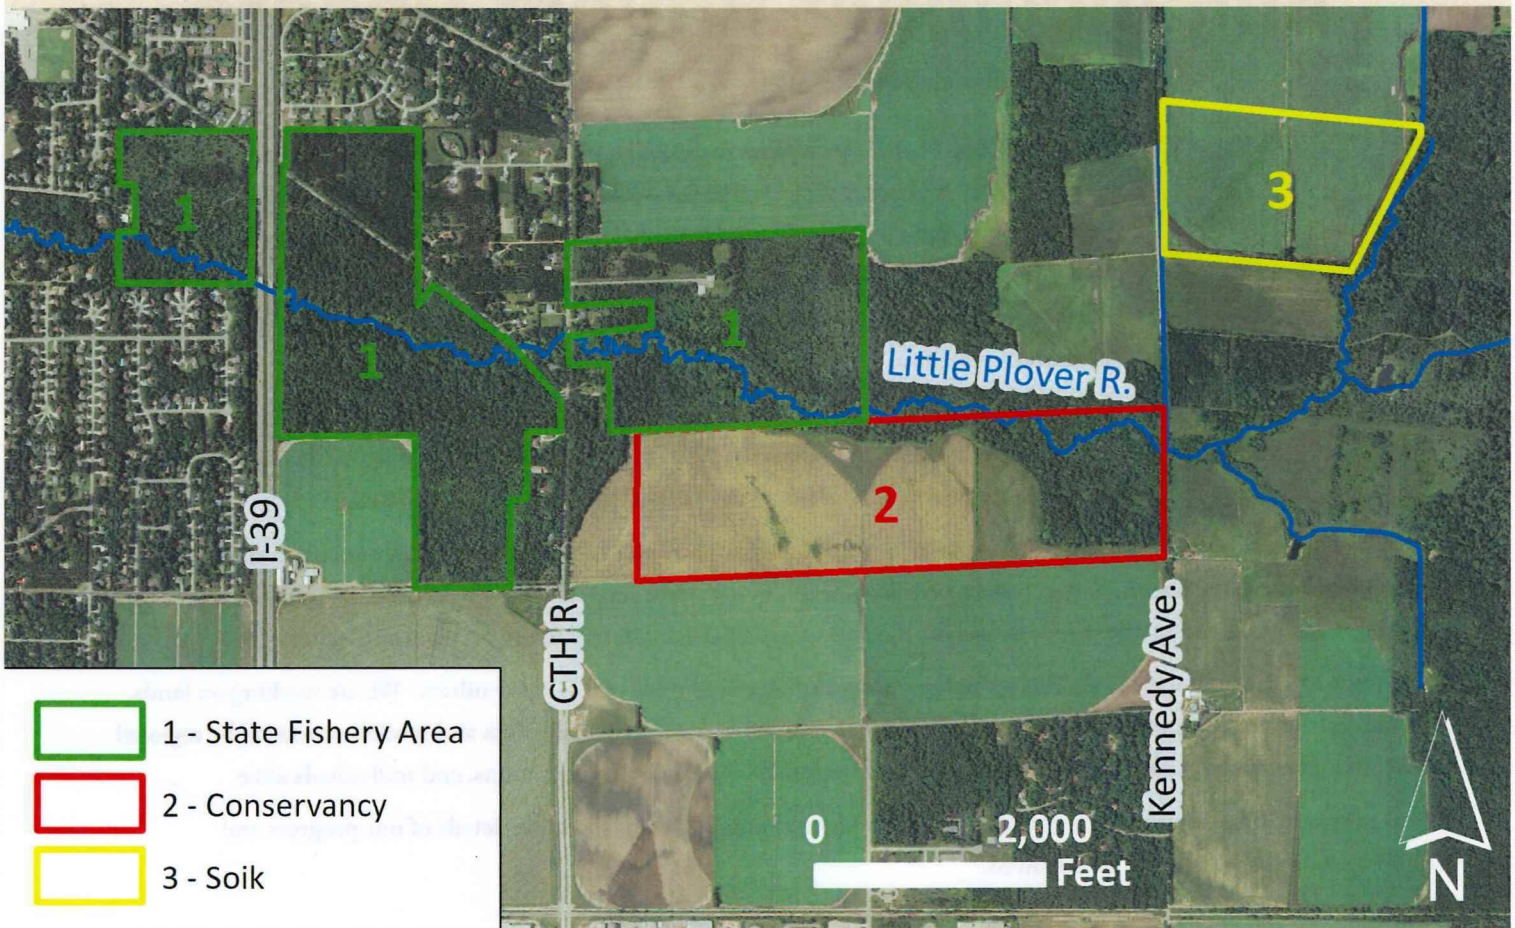 1
3
1
1
Little Plover R.
2
I-39
CTH R
Kennedy Ave.
1 - State Fishery Area
2 - Conservancy
3 - Soik
0 2,000
Feet
N